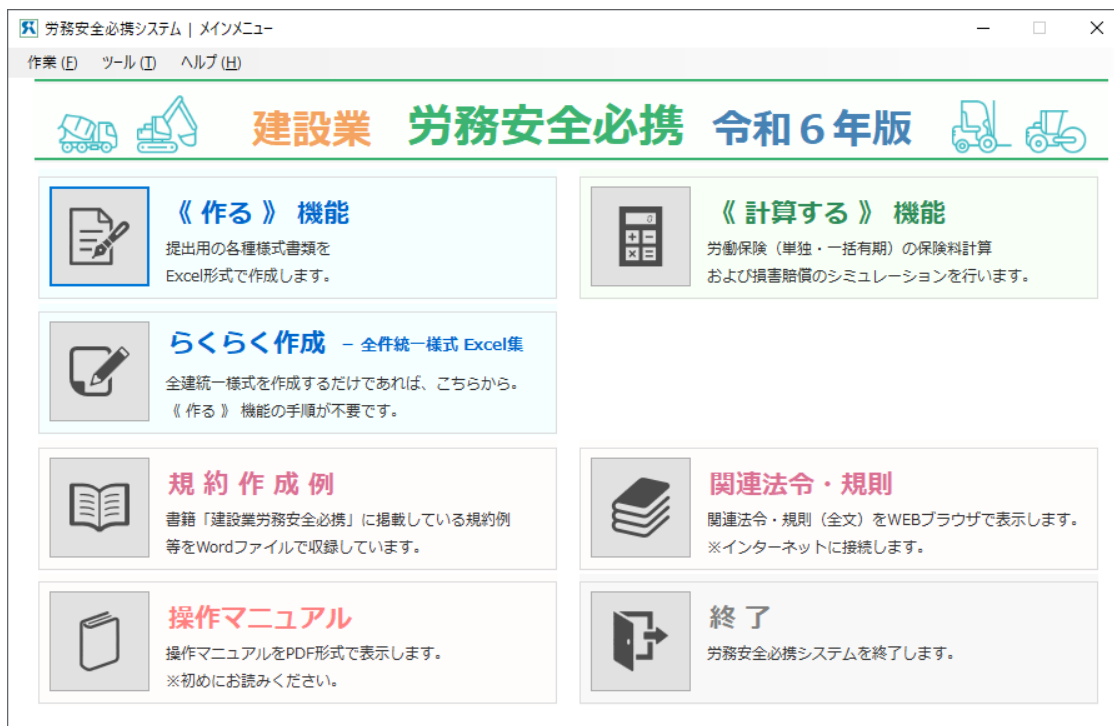 労務安全必携システム | メインメニュー
作業 (F) ツール (T) ヘルプ (H)
建設業 労務安全必携 令和６年版
《 作る 》 機能
提出用の各種様式書類を
Excel形式で作成します。
《 計算する 》 機能
0
労働保険（単独・一括有期）の保険料計算
および損害賠償のシミュレーションを行います。
らくらく作成 － 全件統一様式 Excel集
全建統一様式を作成するだけであれば、こちらから。
《 作る 》 機能の手順が不要です。
規 約 作 成 例
書籍「建設業労務安全必携」に掲載している規約例
等をWordファイルで収録しています。
関連法令・規則
関連法令・規則（全文）をWEBブラウザで表示します。
※インターネットに接続します。
操作マニュアル
操作マニュアルをPDF形式で表示します。
※初めにお読みください。
終 了
労務安全必携システムを終了します。